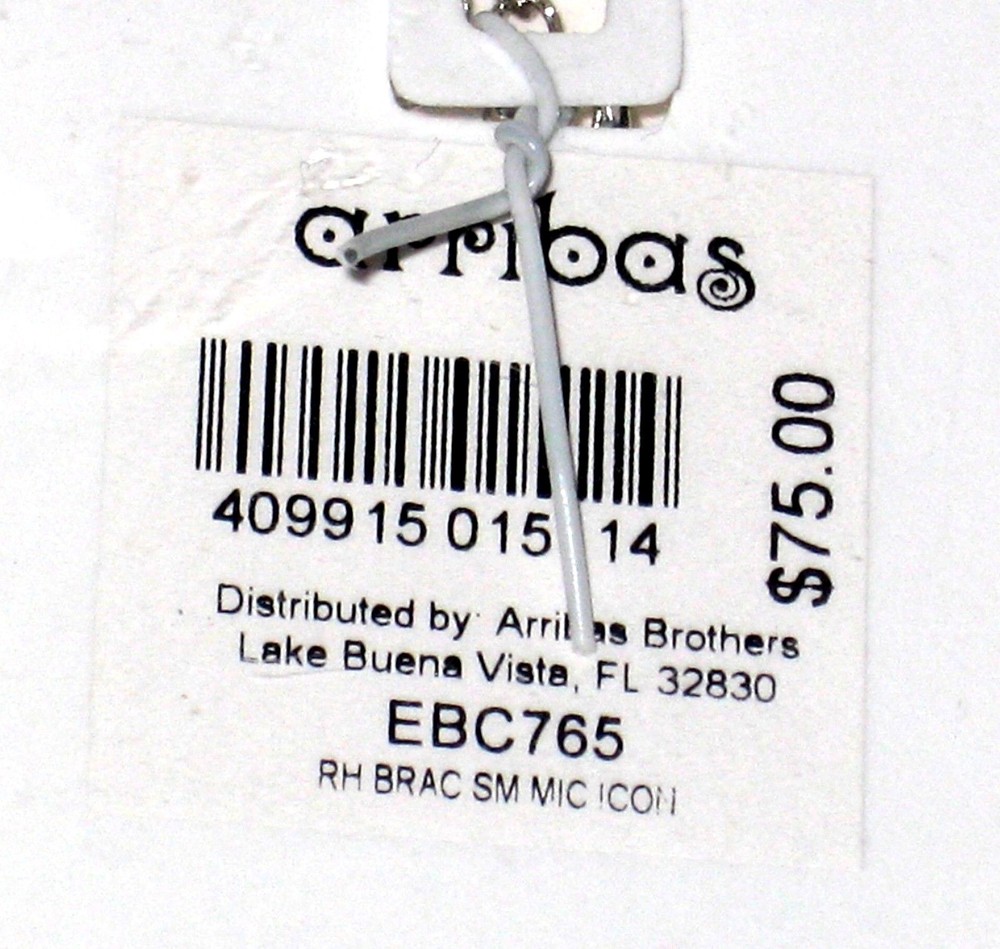 arribas
409915 015 14
$75.00
Distributed by Arribas Brothers
Lake Buena Vista, FL 32830
EBC765
RH BRAC SM MIC ICON